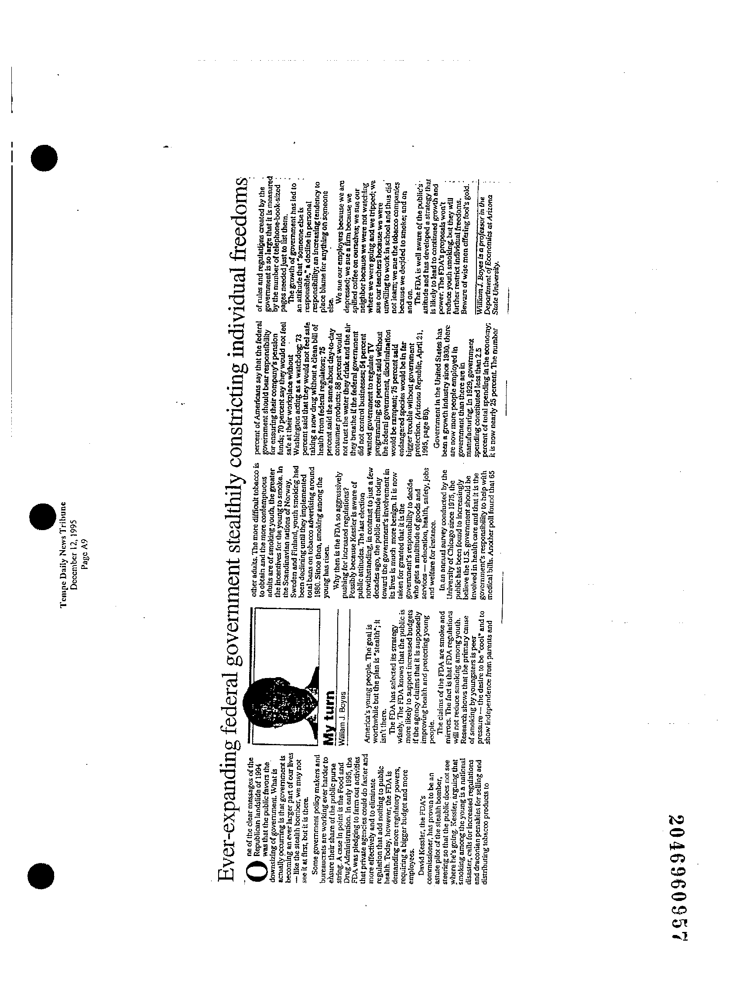 Tempe Daily News Tribune
December 12, 1995
Page A9
Ever-expanding federal government stealthily constricting individual freedoms
One of the clear messages of the
Republican landslide of 1994
was that the public favors the
downsizing of government. What is
actually occurring is that government is
becoming an ever larger part of our lives
— like the stealth bomber, we may not
see it at first, but it is there.
Some government policy makers and
bureaucrats are working ever harder to
ensure their share of the public purse
string. A case in point is the Food and
Drug Administration. In early 1995, the
FDA was pledging to farm out activities
that private agencies could do faster and
more effectively and to eliminate
regulation that add nothing to public
health. Today, however, the FDA is
demanding more regulatory powers,
requiring a bigger budget and more
employees.
David Kessler, the FDA's
commissioner, has proven to be an
astute pilot of the stealth bomber,
steering so that the public does not see
where he's going. Kessler, arguing that
smoking among the young is a national
disaster, calls for increased regulations
and draconian penalties for selling and
distributing tobacco products to
My turn
William J. Boyes
America's young people. The goal is
worthwhile but the plan is "stealth"; it
isn't there.
The FDA has selected its strategy
wisely. The FDA knows that the public is
more likely to support increased budgets
if the agency claims that it is supposedly
improving health and protecting young
people.
The claims of the FDA are smoke and
mirrors. The fact is that FDA regulations
will not reduce smoking among youth.
Research shows that the primary cause
of smoking by youngsters is peer
pressure — the desire to be "cool" and to
show independence from parents and
other adults. The more difficult tobacco is
to obtain and the more contemptuous
adults are of smoking youth, the greater
the incentives for the young to smoke. In
the Scandinavian nations of Norway,
Sweden and Finland, youth smoking had
been declining until they implemented
total bans on tobacco advertising around
1980. Since then, smoking among the
young has risen.
Why then is the FDA so aggressively
pushing for increased regulations?
Possibly because Kessler is aware of
public attitudes. The last election
notwithstanding, in contrast to just a few
decades ago, the public attitude today
toward the government's involvement in
its lives is much more benign. It is now
taken for granted that it is the
government's responsibility to decide
who gets a multitude of goods and
services — education, health, safety, jobs
and welfare for instance.
In an annual survey conducted by the
University of Chicago since 1975, the
public has been found to increasingly
believe the U.S. government should be
involved in health care and that it is the
government's responsibility to help with
medical bills. Another poll found that 65
percent of Americans say that the federal
government should bear responsibility
for ensuring their company's pension
funds; 70 percent say they would not feel
safe at their workplace without
Washington acting as a watchdog; 73
percent said that they would not feel safe
taking a new drug without a clean bill of
health from federal regulators; 75
percent said the same about day-to-day
consumer products; 68 percent would
not trust the water they drink and the air
they breathe if the federal government
did not control businesses; 54 percent
wanted government to regulate TV
programming; 66 percent said without
the federal government, discrimination
would be rampant; 75 percent said
endangered species would be in far
bigger trouble without government
protection. (Arizona Republic, April 21,
1995, page B6).
Government in the United States has
been a growth industry since 1930; there
are now more people employed in
government than there are in
manufacturing. In 1929, government
spending constituted less than 2.5
percent of total spending in the economy;
it is now nearly 25 percent. The number
of rules and regulations created by the
government is so large that it is measured
by the number of telephone-book-sized
pages needed just to list them.
The growth of government has led to
an attitude that "someone else is
responsible," a decline in personal
responsibility; an increasing tendency to
place blame for anything on someone
else.
We sue our employers because we are
depressed; we sue a firm because we
spilled coffee on ourselves; we sue our
neighbor because we were not watching
where we were going and we tripped; we
sue our teachers because we were
unwilling to work in school and thus did
not learn; we sue the tobacco companies
because we decided to smoke, and on
and on.
The FDA is well aware of the public's
attitude and has developed a strategy that
is likely to lead to continued growth and
power. The FDA's proposals won't
reduce youth smoking, but they will
further restrict individual freedoms.
Beware of wise men offering fool's gold.
William J. Boyes is a professor in the
Department of Economics at Arizona
State University.
2046960957